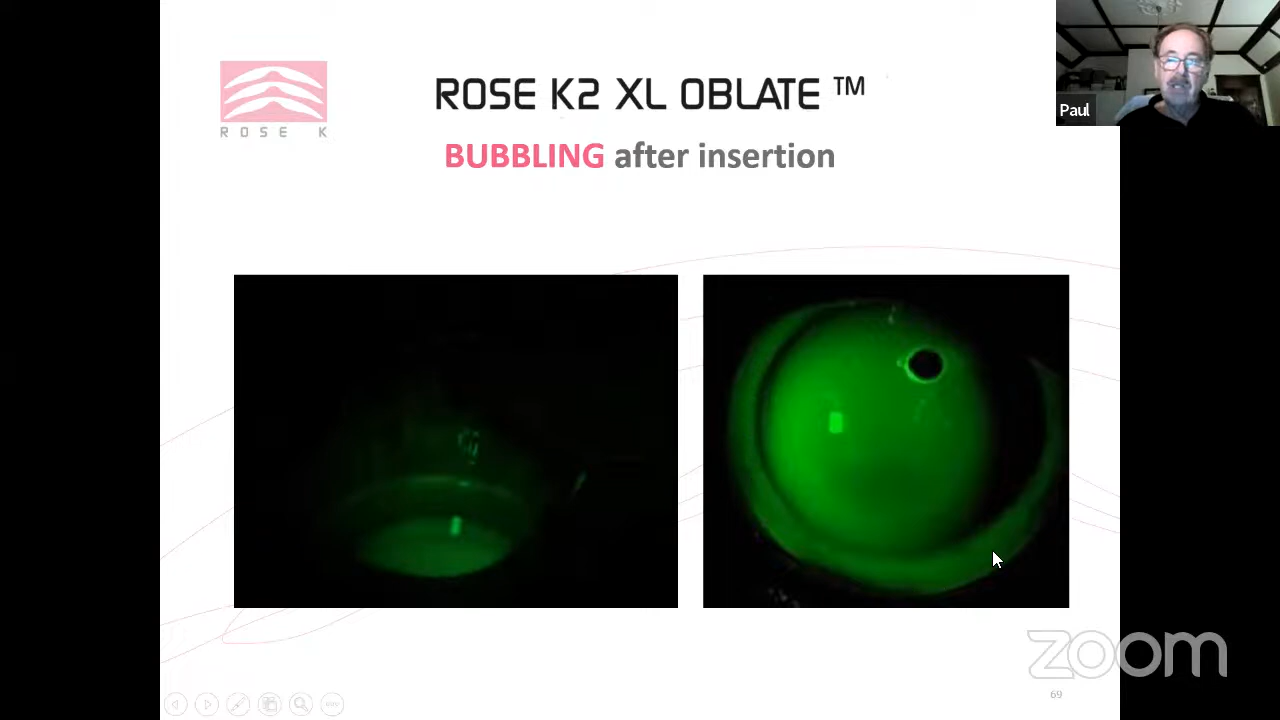 ROSE K
ROSE K2 XL OBLATE ™
BUBBLING after insertion
Paul
zoom
69